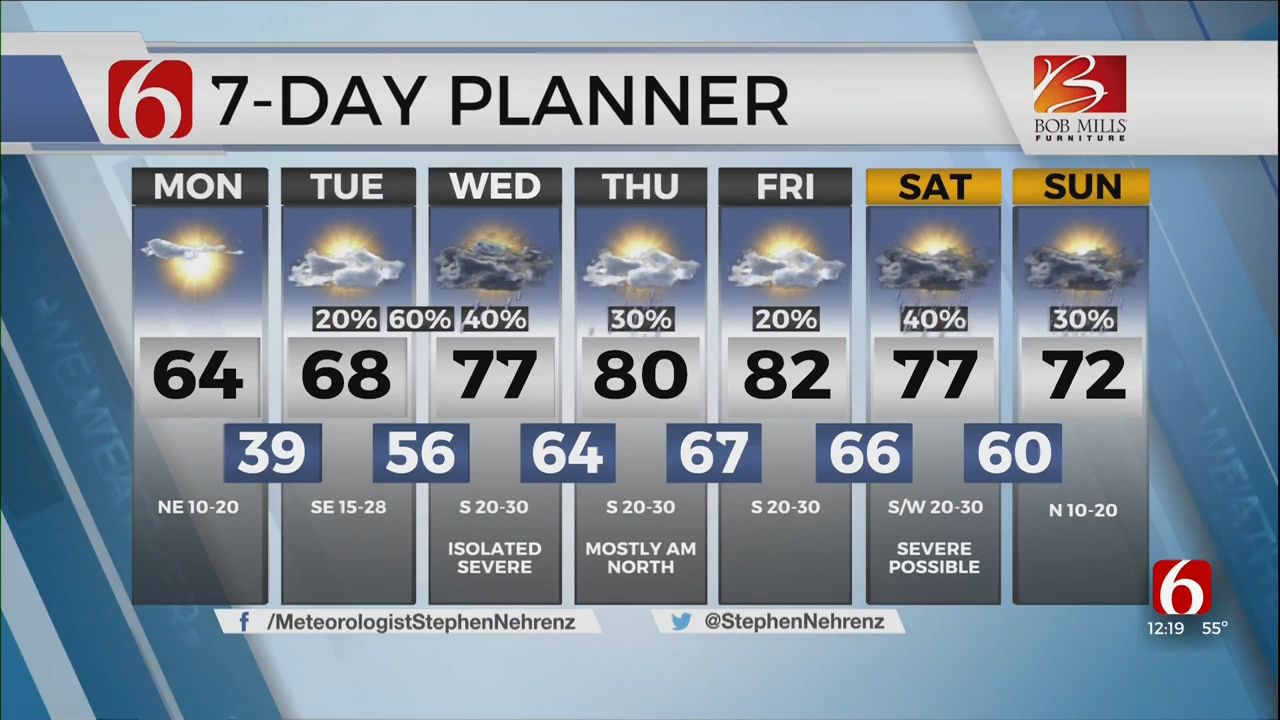 6 7-DAY PLANNER
BOB MILLS
FURNITURE
MON TUE WED THU FRI SAT SUN
20% 60% 40% 30% 20% 40% 30%
64 68 77 80 82 77 72
39 56 64 67 66 60
NE 10-20 SE 15-28 S 20-30 S 20-30 S 20-30 S/W 20-30 N 10-20
ISOLATED MOSTLY AM SEVERE
SEVERE NORTH POSSIBLE
6
f /MeteorologistStephenNehrenz @StephenNehrenz
12:19 55°